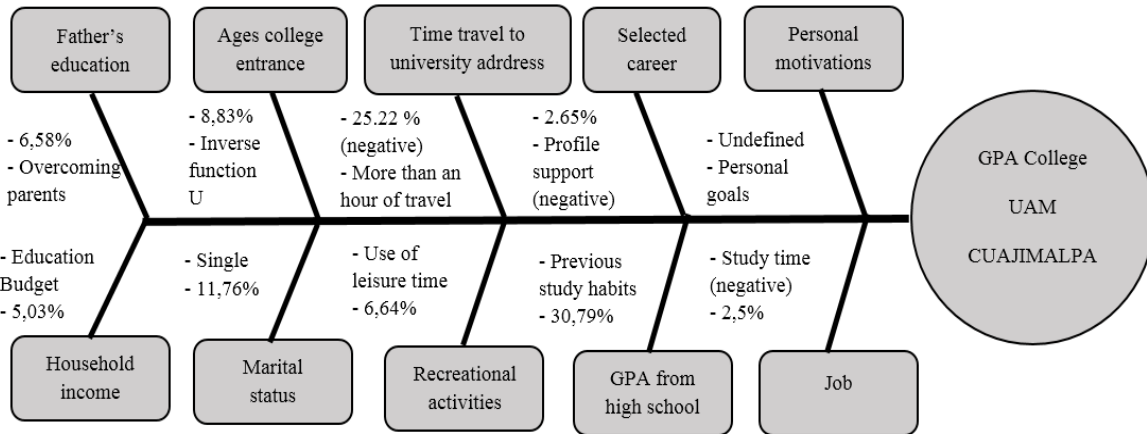 Father’s
education
Ages college
entrance
Time travel to
university adrdress
Selected
career
Personal
motivations
- 6,58%
- Overcoming
parents
- 8,83%
- Inverse
function
U
- 25.22 %
(negative)
- More than an
hour of travel
- 2.65%
- Profile
support
(negative)
- Undefined
- Personal
goals
GPA College
UAM
CUAJIMALPA
- Education
Budget
- 5,03%
- Single
- 11,76%
- Use of
leisure time
- 6,64%
- Previous
study habits
- 30,79%
- Study time
(negative)
- 2,5%
Household
income
Marital
status
Recreational
activities
GPA from
high school
Job